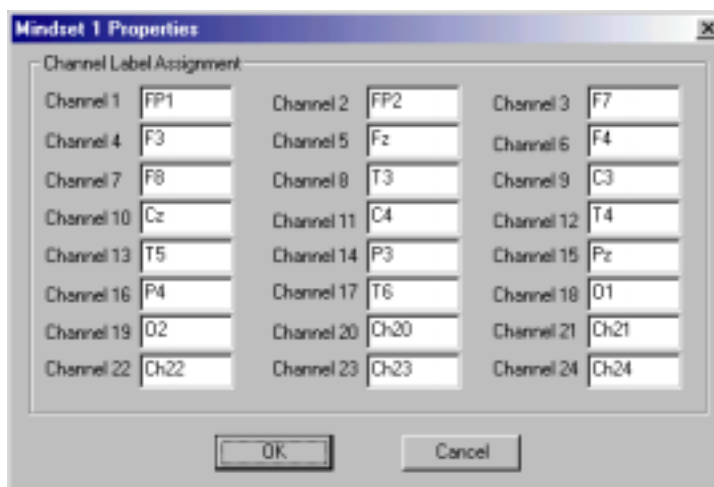 Mindset 1 Properties
Channel Label Assignment
Channel 1 FP1 Channel 2 FP2 Channel 3 F7
Channel 4 F3 Channel 5 Fz Channel 6 F4
Channel 7 F8 Channel 8 T3 Channel 9 C3
Channel 10 Cz Channel 11 C4 Channel 12 T4
Channel 13 T5 Channel 14 P3 Channel 15 Pz
Channel 16 P4 Channel 17 T6 Channel 18 O1
Channel 19 O2 Channel 20 Ch20 Channel 21 Ch21
Channel 22 Ch22 Channel 23 Ch23 Channel 24 Ch24
OK Cancel